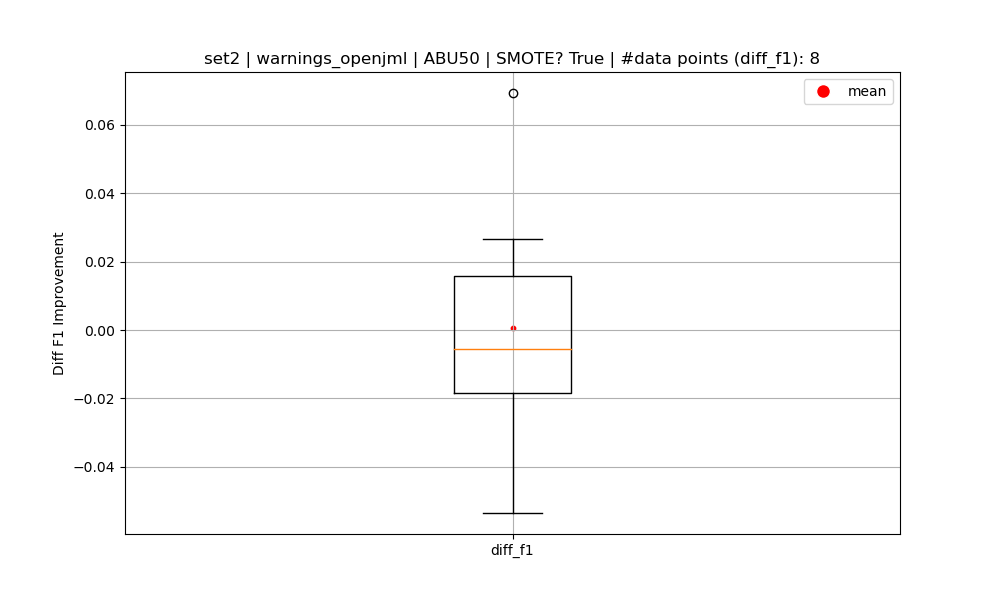 set2 | warnings_openjml | ABU50 | SMOTE? True | #data points (diff_f1): 8
mean
0.06
0.04
0.02
0.00
−0.02
−0.04
Diff F1 Improvement
diff_f1